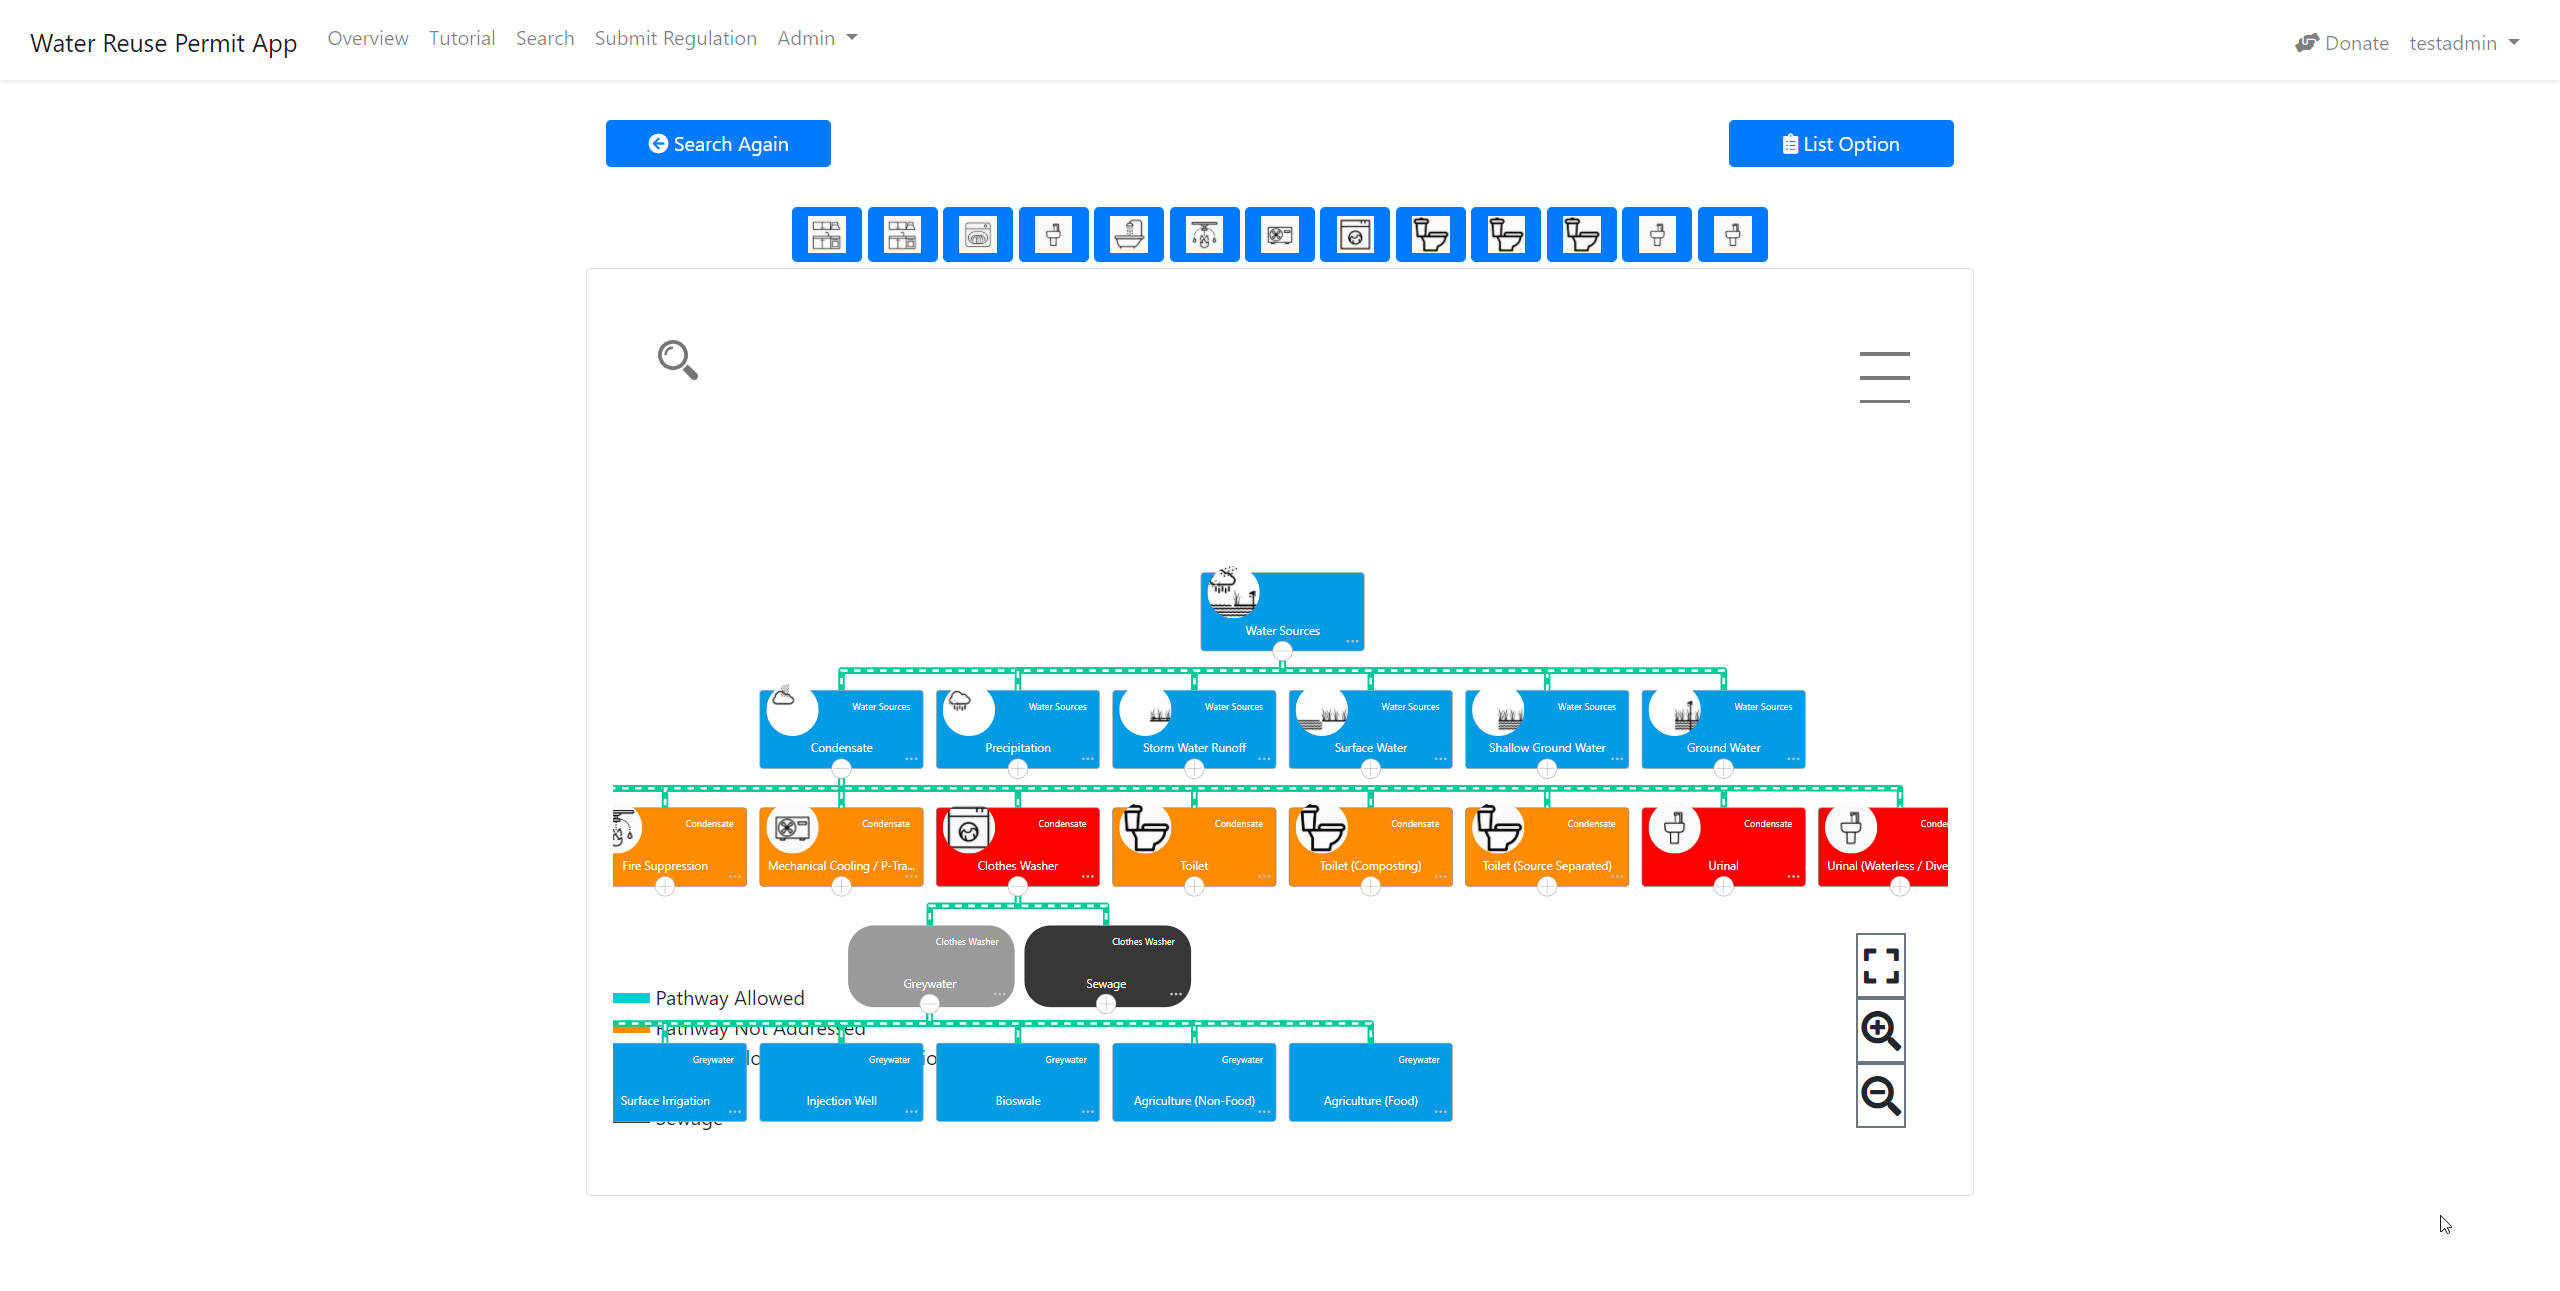 Water Reuse Permit App
Overview
Tutorial
Search
Submit Regulation
Admin
Donate
testadmin
Search Again
List Option
Water Sources
Water Sources
Condensate
Water Sources
Precipitation
Water Sources
Storm Water Runoff
Water Sources
Surface Water
Water Sources
Shallow Ground Water
Water Sources
Ground Water
Fire Suppression
Condensate
Mechanical Cooling / P-Tra...
Condensate
Clothes Washer
Condensate
Toilet
Condensate
Toilet (Composting)
Condensate
Toilet (Source Separated)
Condensate
Urinal
Urinal (Waterless / Dive
Clothes Washer
Greywater
Clothes Washer
Sewage
Pathway Allowed
Pathway Not Addressed
Greywater
Surface Irrigation
Greywater
Injection Well
Greywater
Bioswale
Greywater
Agriculture (Non-Food)
Greywater
Agriculture (Food)
Sewage